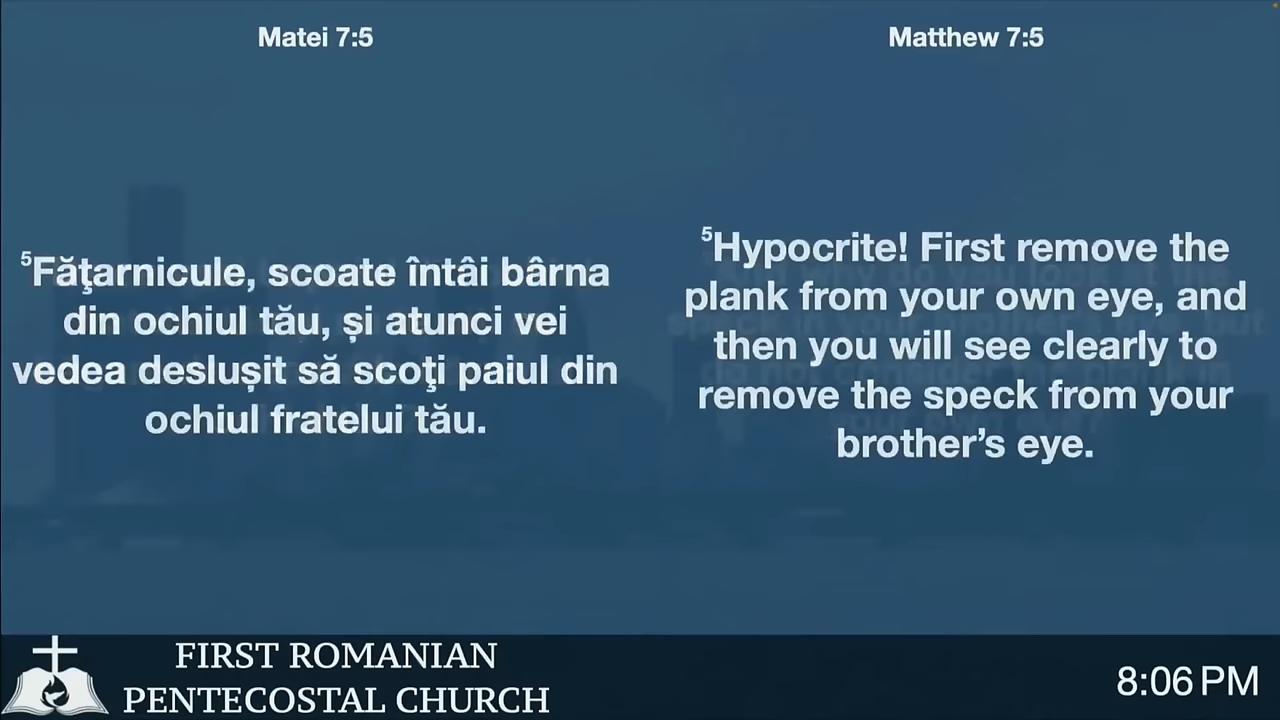 Matei 7:5
⁵Făţarnicule, scoate întâi bârna
din ochiul tău, și atunci vei
vedea deslușit să scoţi paiul din
ochiul fratelui tău.
Matthew 7:5
⁵Hypocrite! First remove the
plank from your own eye, and
then you will see clearly to
remove the speck from your
brother’s eye.
FIRST ROMANIAN
PENTECOSTAL CHURCH
8:06 PM